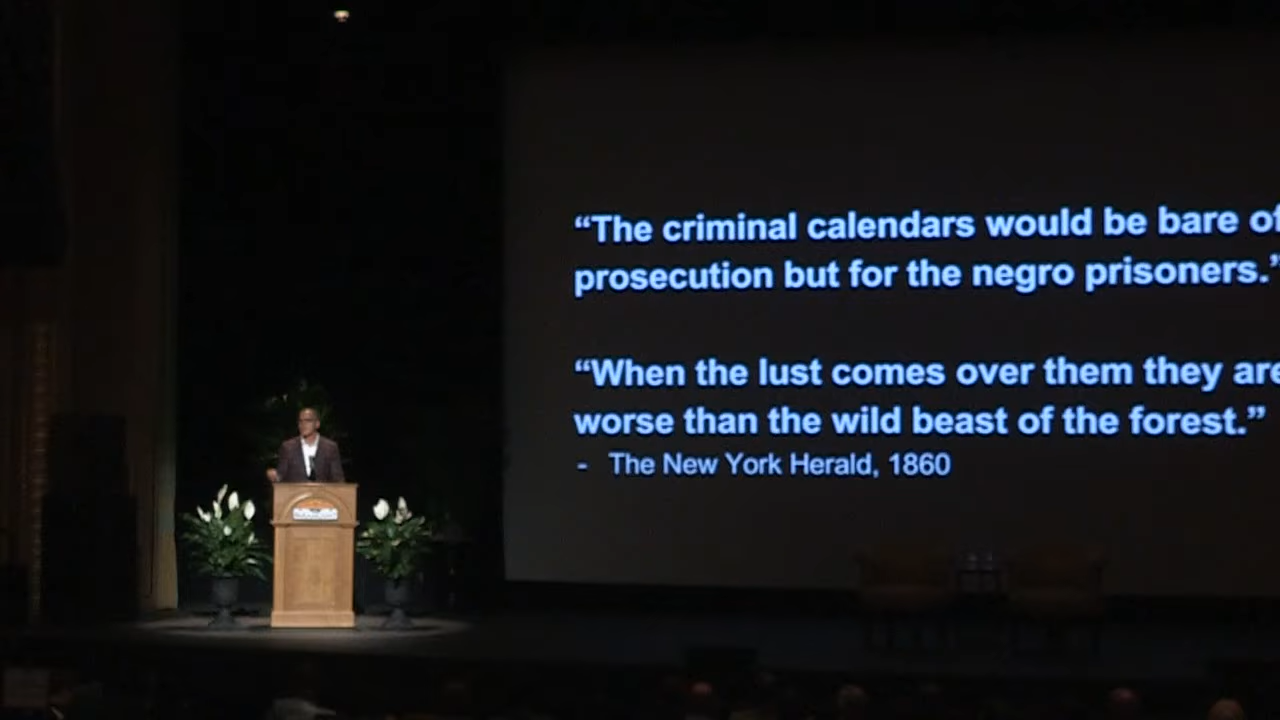 “The criminal calendars would be bare of
prosecution but for the negro prisoners.”
“When the lust comes over them they are
worse than the wild beast of the forest.”
- The New York Herald, 1860